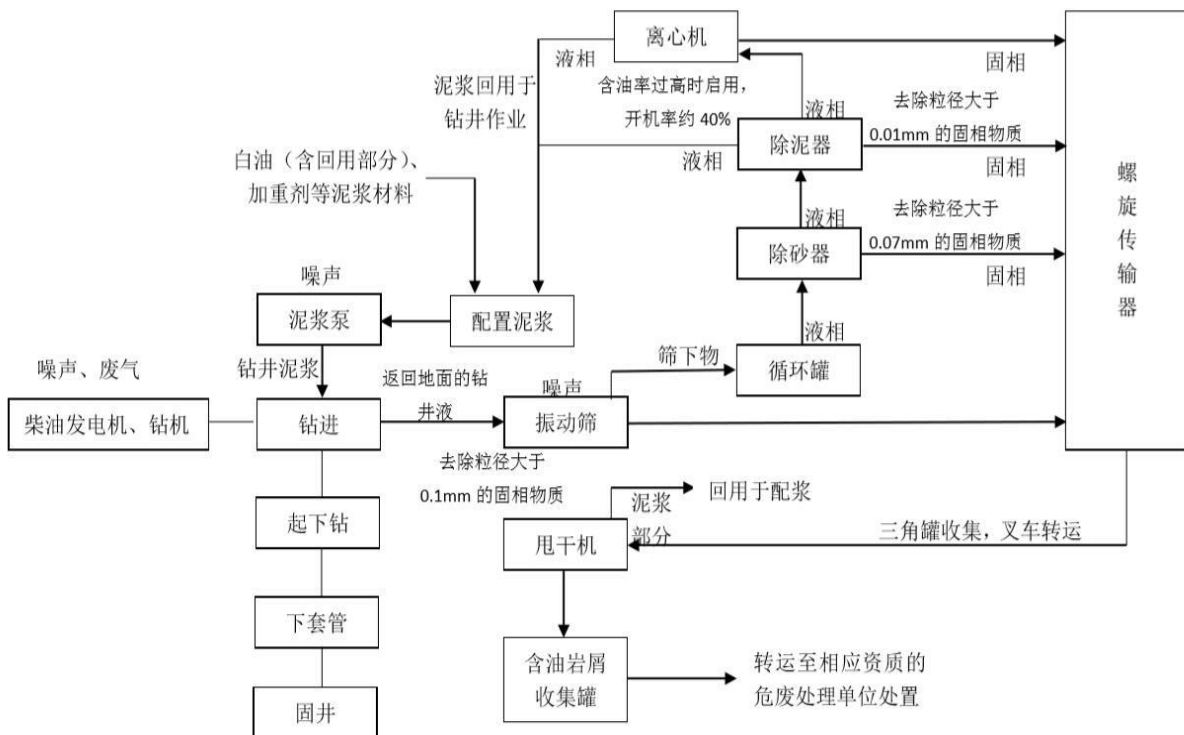 离心机
液相
固相
泥浆回用于
钻井作业
含油率过高时启用，
开机率约 40%
液相
去除粒径大于
0.01mm 的固相物质
除泥器
液相
固相
白油（含回用部分）、
加重剂等泥浆材料
液相
去除粒径大于
0.07mm 的固相物质
除砂器
固相
螺
旋
传
输
器
噪声
泥浆泵
配置泥浆
液相
筛下物
循环罐
噪声、废气
钻井泥浆
返回地面的钻
井液
噪声
柴油发电机、钻机
钻进
振动筛
去除粒径大于
0.1mm 的固相物质
泥浆
部分
回用于配浆
起下钻
甩干机
三角罐收集，叉车转运
下套管
含油岩屑
收集罐
转运至相应资质的
危废处理单位处置
固井